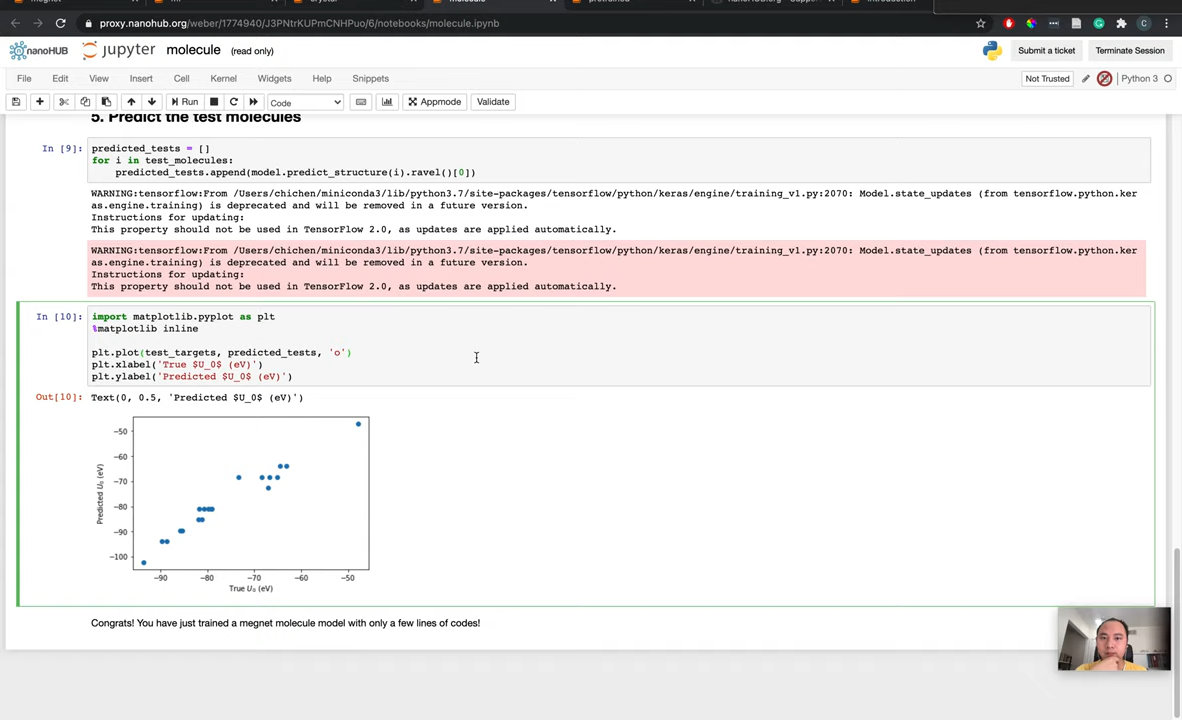 magnet
crystal
molecule
pretrained
nanoHUB.org - Suppo
Introduction
proxy.nanohub.org/weber/1774940/J3PNtrKUPmCNHPuo/6/notebooks/molecule.ipynb
nanoHUB jupyter molecule (read only) Submit a ticket Terminate Session
File Edit View Insert Cell Kernel Widgets Help Snippets Not Trusted Python 3
Run Code Appmode Validate
5. Predict the test molecules
In [9]: predicted_tests = []
for i in test_molecules:
predicted_tests.append(model.predict_structure(i).ravel()[0])
WARNING:tensorflow:From /Users/chichen/miniconda3/lib/python3.7/site-packages/tensorflow/python/keras/engine/training_v1.py:2070: Model.state_updates (from tensorflow.python.ker
as.engine.training) is deprecated and will be removed in a future version.
Instructions for updating:
This property should not be used in TensorFlow 2.0, as updates are applied automatically.
WARNING:tensorflow:From /Users/chichen/miniconda3/lib/python3.7/site-packages/tensorflow/python/keras/engine/training_v1.py:2070: Model.state_updates (from tensorflow.python.ker
as.engine.training) is deprecated and will be removed in a future version.
Instructions for updating:
This property should not be used in TensorFlow 2.0, as updates are applied automatically.
In [10]: import matplotlib.pyplot as plt
%matplotlib inline
plt.plot(test_targets, predicted_tests, 'o')
plt.xlabel('True $U_0$ (eV)')
plt.ylabel('Predicted $U_0$ (eV)')
Out[10]: Text(0, 0.5, 'Predicted $U_0$ (eV)')
Predicted U₀ (eV)
−50
−60
−70
−80
−90
−100
−90 −80 −70 −60 −50
True U₀ (eV)
Congrats! You have just trained a megnet molecule model with only a few lines of codes!